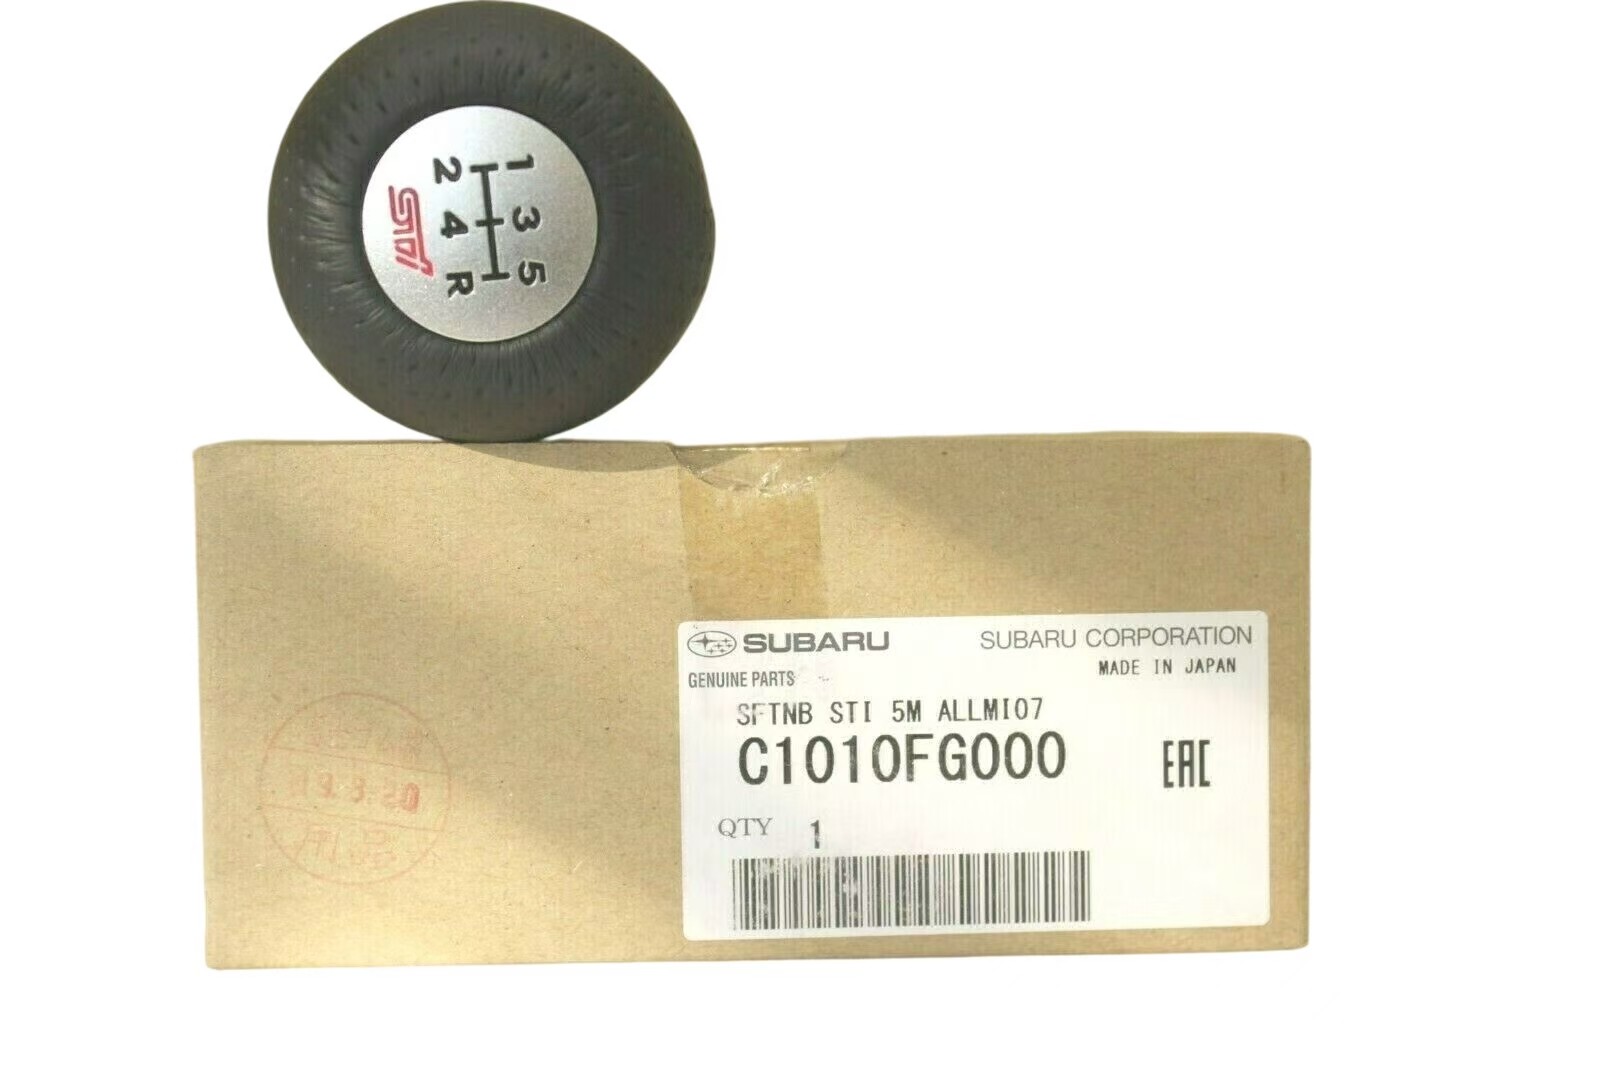 1 3 5
2 4 R
STI
SUBARU
SUBARU CORPORATION
MADE IN JAPAN
GENUINE PARTS
SFTNB STI 5M ALLMI07
C1010FG000
EAC
QTY 1